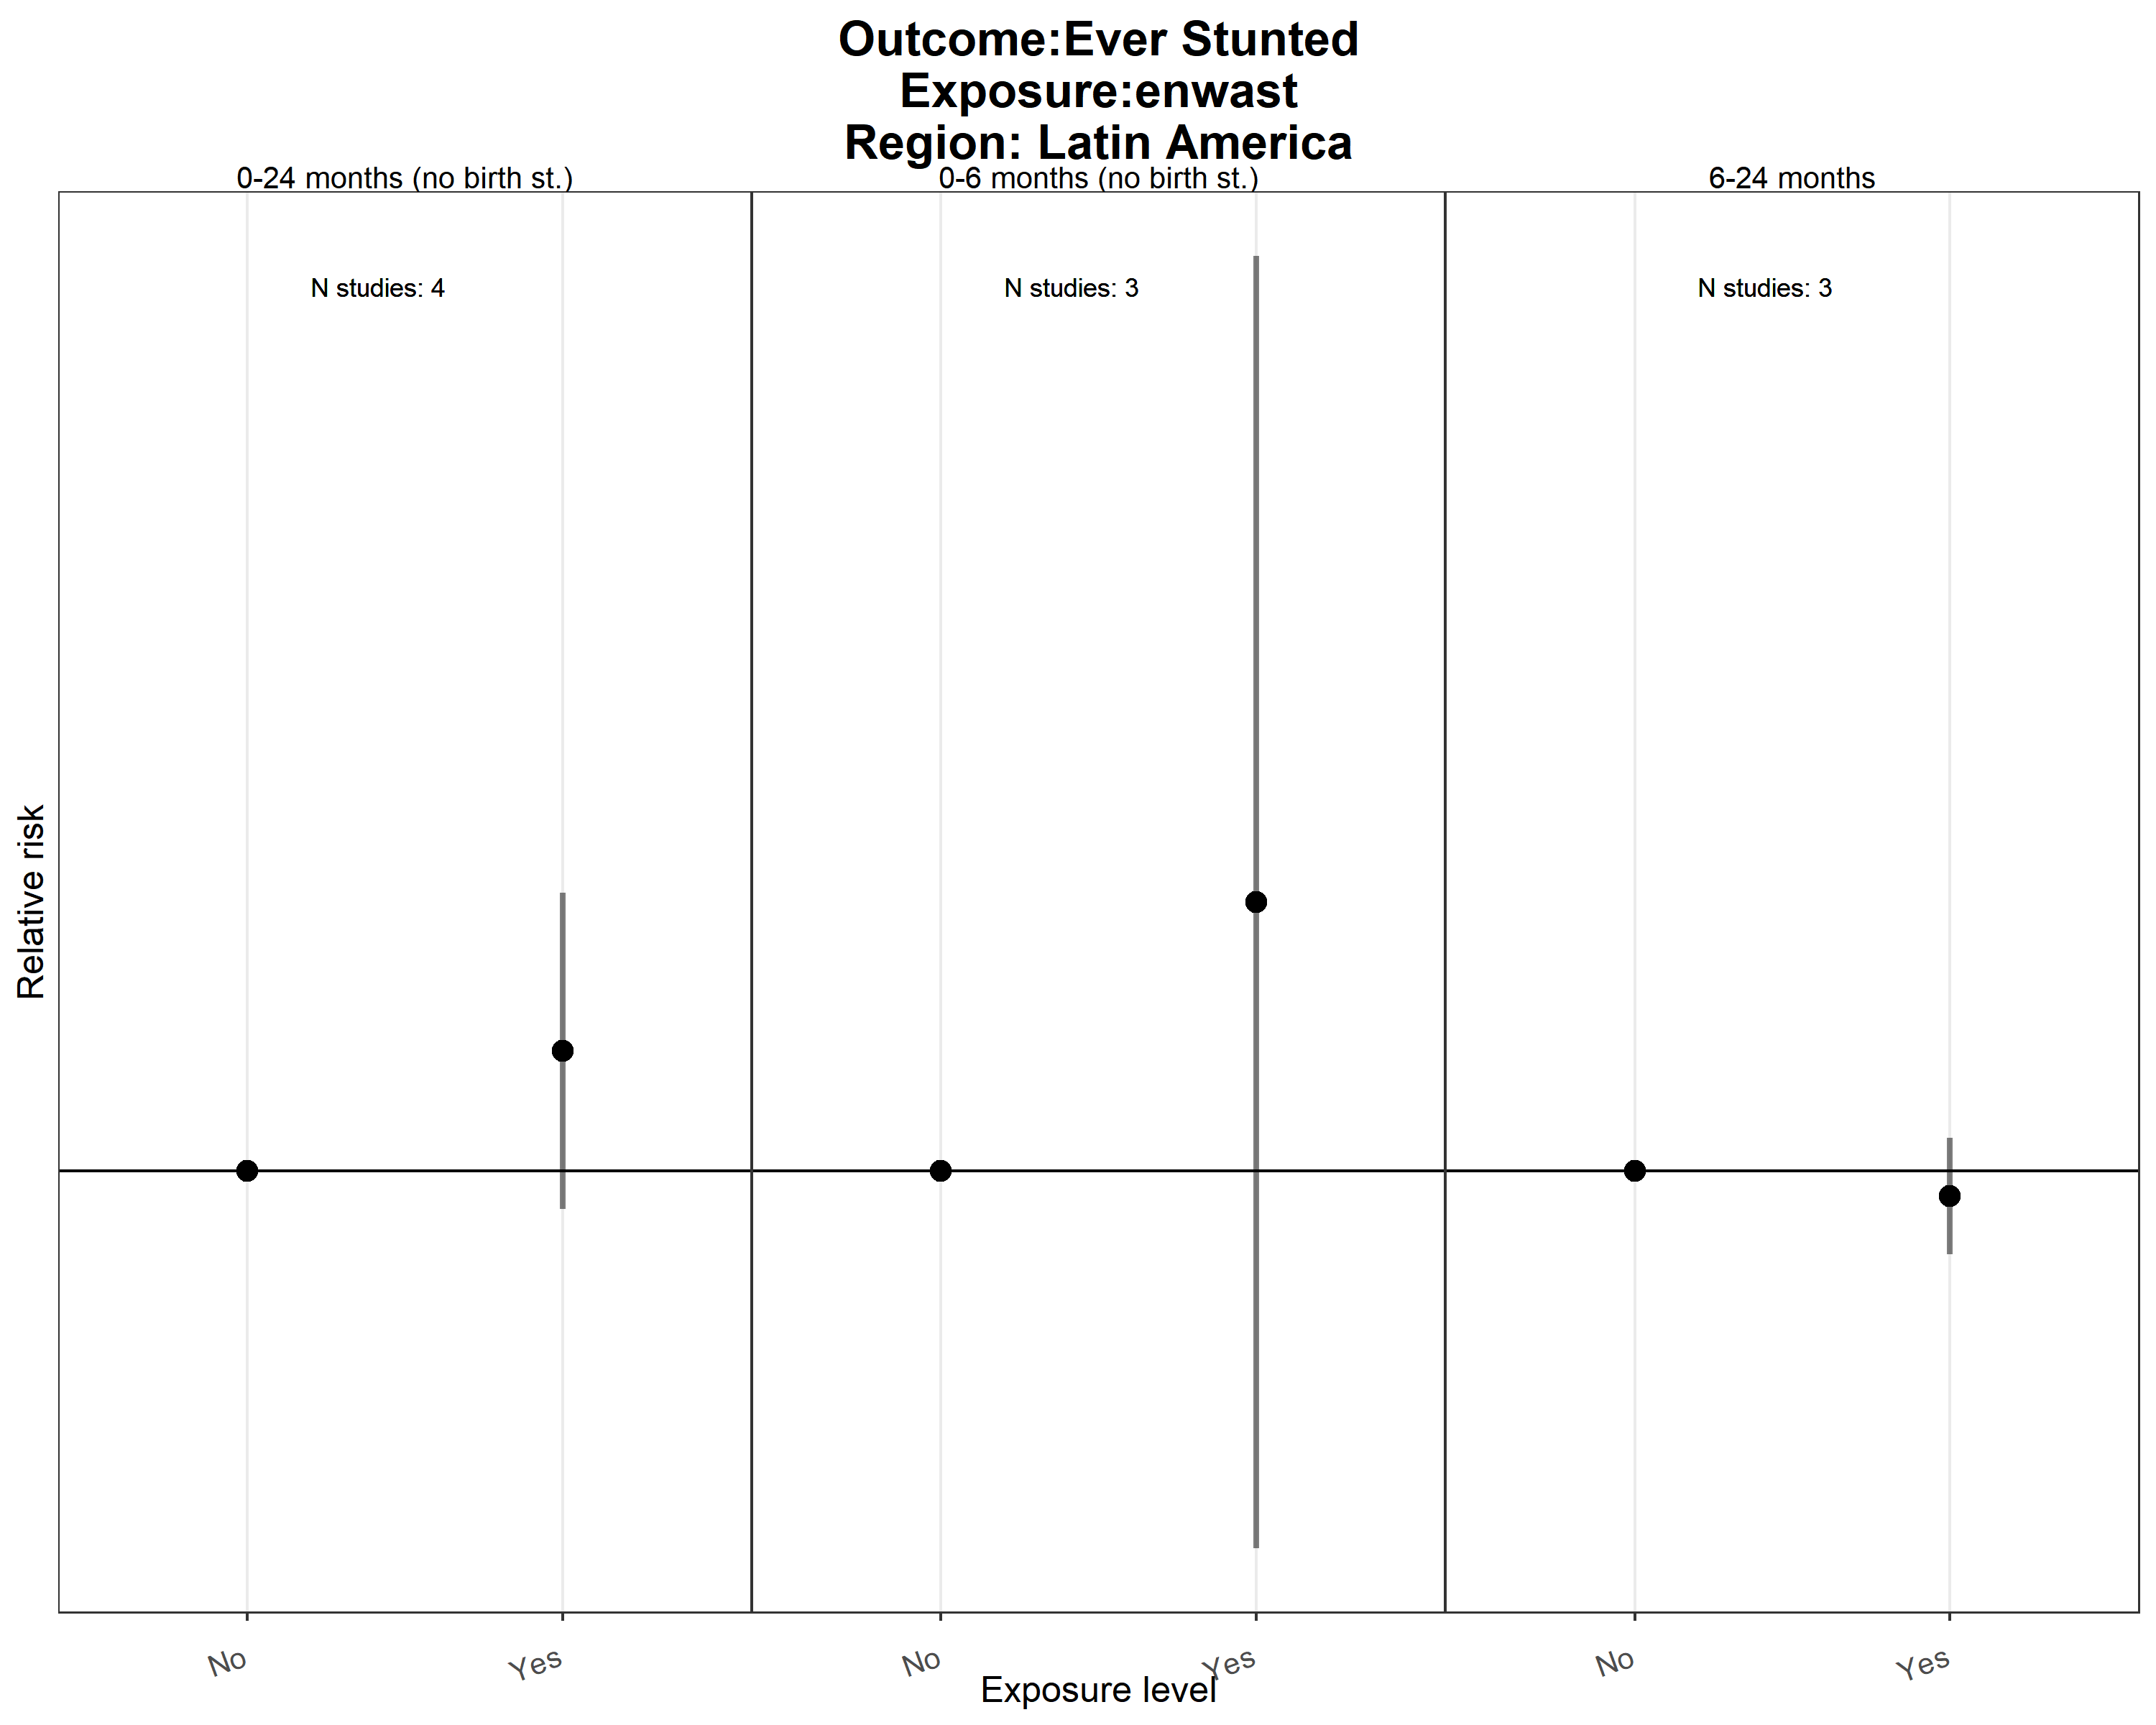 Outcome:Ever Stunted
Exposure:enwast
Region: Latin America
0-24 months (no birth st.)
0-6 months (no birth st.)
6-24 months
N studies: 4
N studies: 3
N studies: 3
Relative risk
No
Yes
No
Yes
No
Yes
Exposure level